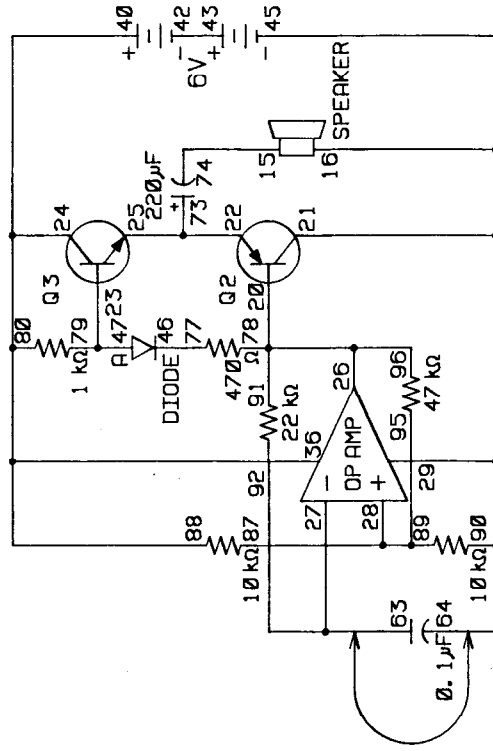 80
79
1 kΩ
Q3
24
23
25
A 47
46
DIODE
77
78
470 Ω
220µF
+
73
74
22
Q2
20
21
+ 40
- 42
6V
+ 43
- 45
15
16
SPEAKER
88
87
10 kΩ
92
91
22 kΩ
36
27
-
OP AMP
26
+
28
29
95
96
47 kΩ
89
90
10 kΩ
63
64
0.1µF